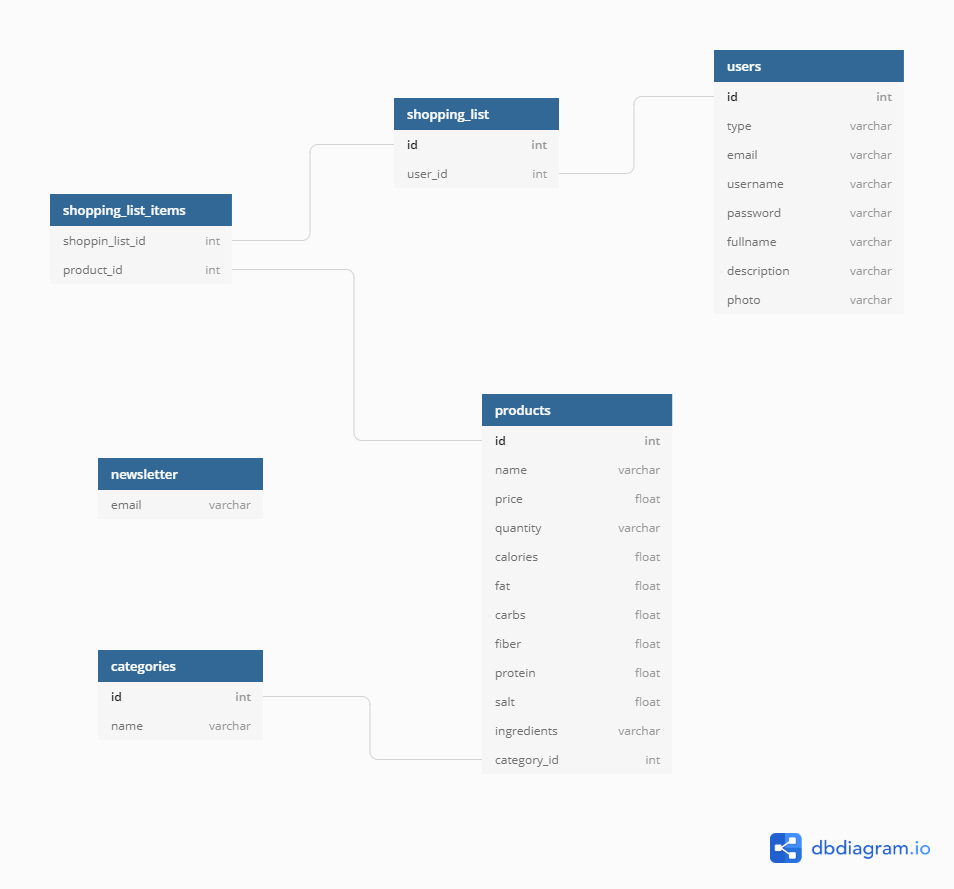 users
id int
type varchar
email varchar
username varchar
password varchar
fullname varchar
description varchar
photo varchar
shopping_list
id int
user_id int
shopping_list_items
shoppin_list_id int
product_id int
products
id int
name varchar
price float
quantity varchar
calories float
fat float
carbs float
fiber float
protein float
salt float
ingredients varchar
category_id int
newsletter
email varchar
categories
id int
name varchar
dbdiagram.io